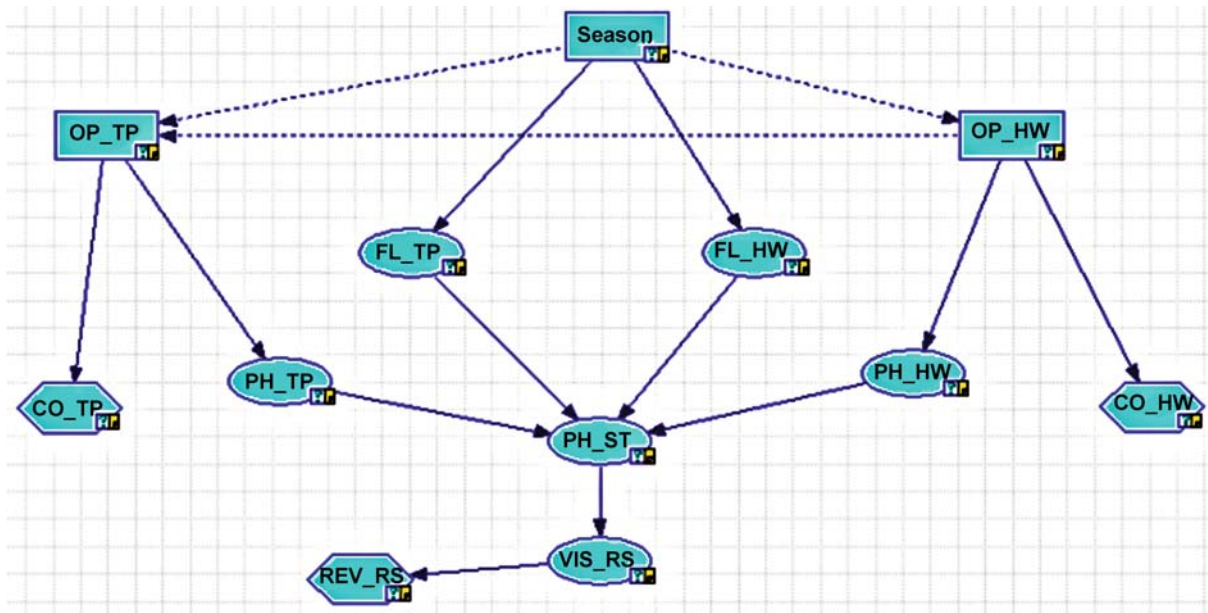 Season
OP_TP
OP_HW
FL_TP
FL_HW
PH_TP
PH_HW
CO_TP
CO_HW
PH_ST
VIS_RS
REV_RS